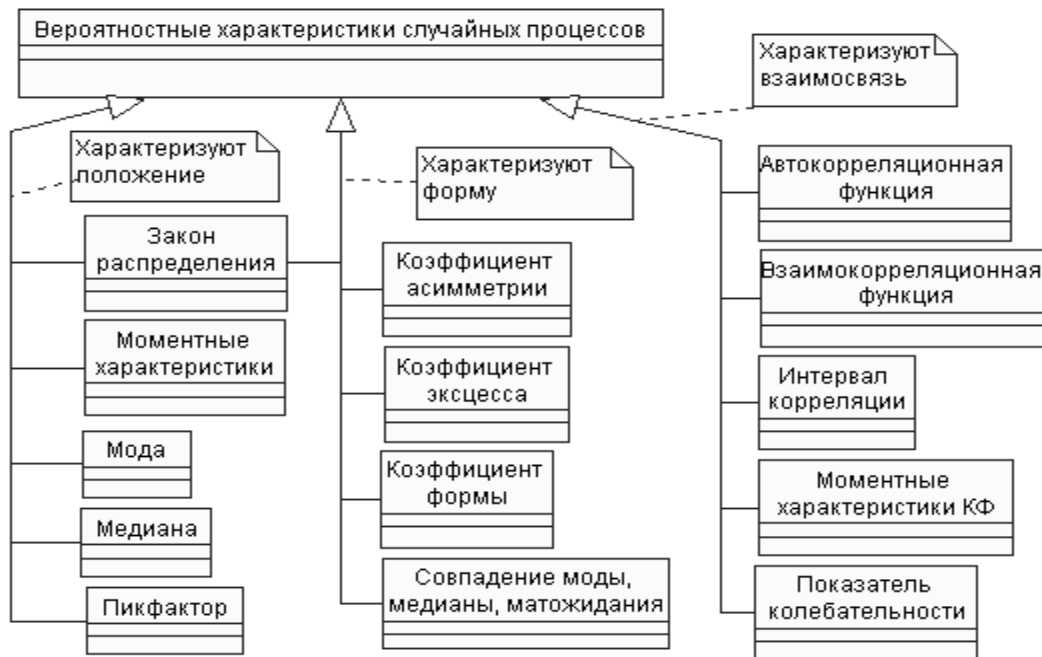 Вероятностные характеристики случайных процессов
Характеризуют
взаимосвязь
Характеризуют
положение
Характеризуют
форму
Закон
распределения
Моментные
характеристики
Мода
Медиана
Пикфактор
Коэффициент
асимметрии
Коэффициент
эксцесса
Коэффициент
формы
Совпадение моды,
медианы, матожидания
Автокорреляционная
функция
Взаимокорреляционная
функция
Интервал
корреляции
Моментные
характеристики КФ
Показатель
колебательности